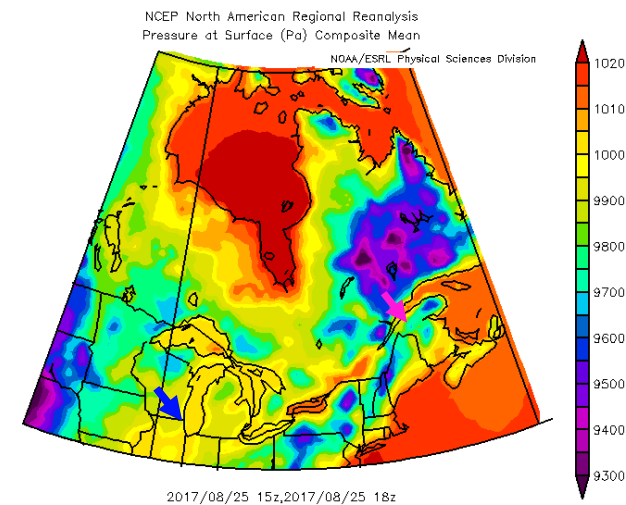 NCEP North American Regional Reanalysis
Pressure at Surface (Pa) Composite Mean
NOAA/ESRL Physical Sciences Division
1020
1010
1000
9900
9800
9700
9600
9500
9400
9300
2017/08/25 15z,2017/08/25 18z